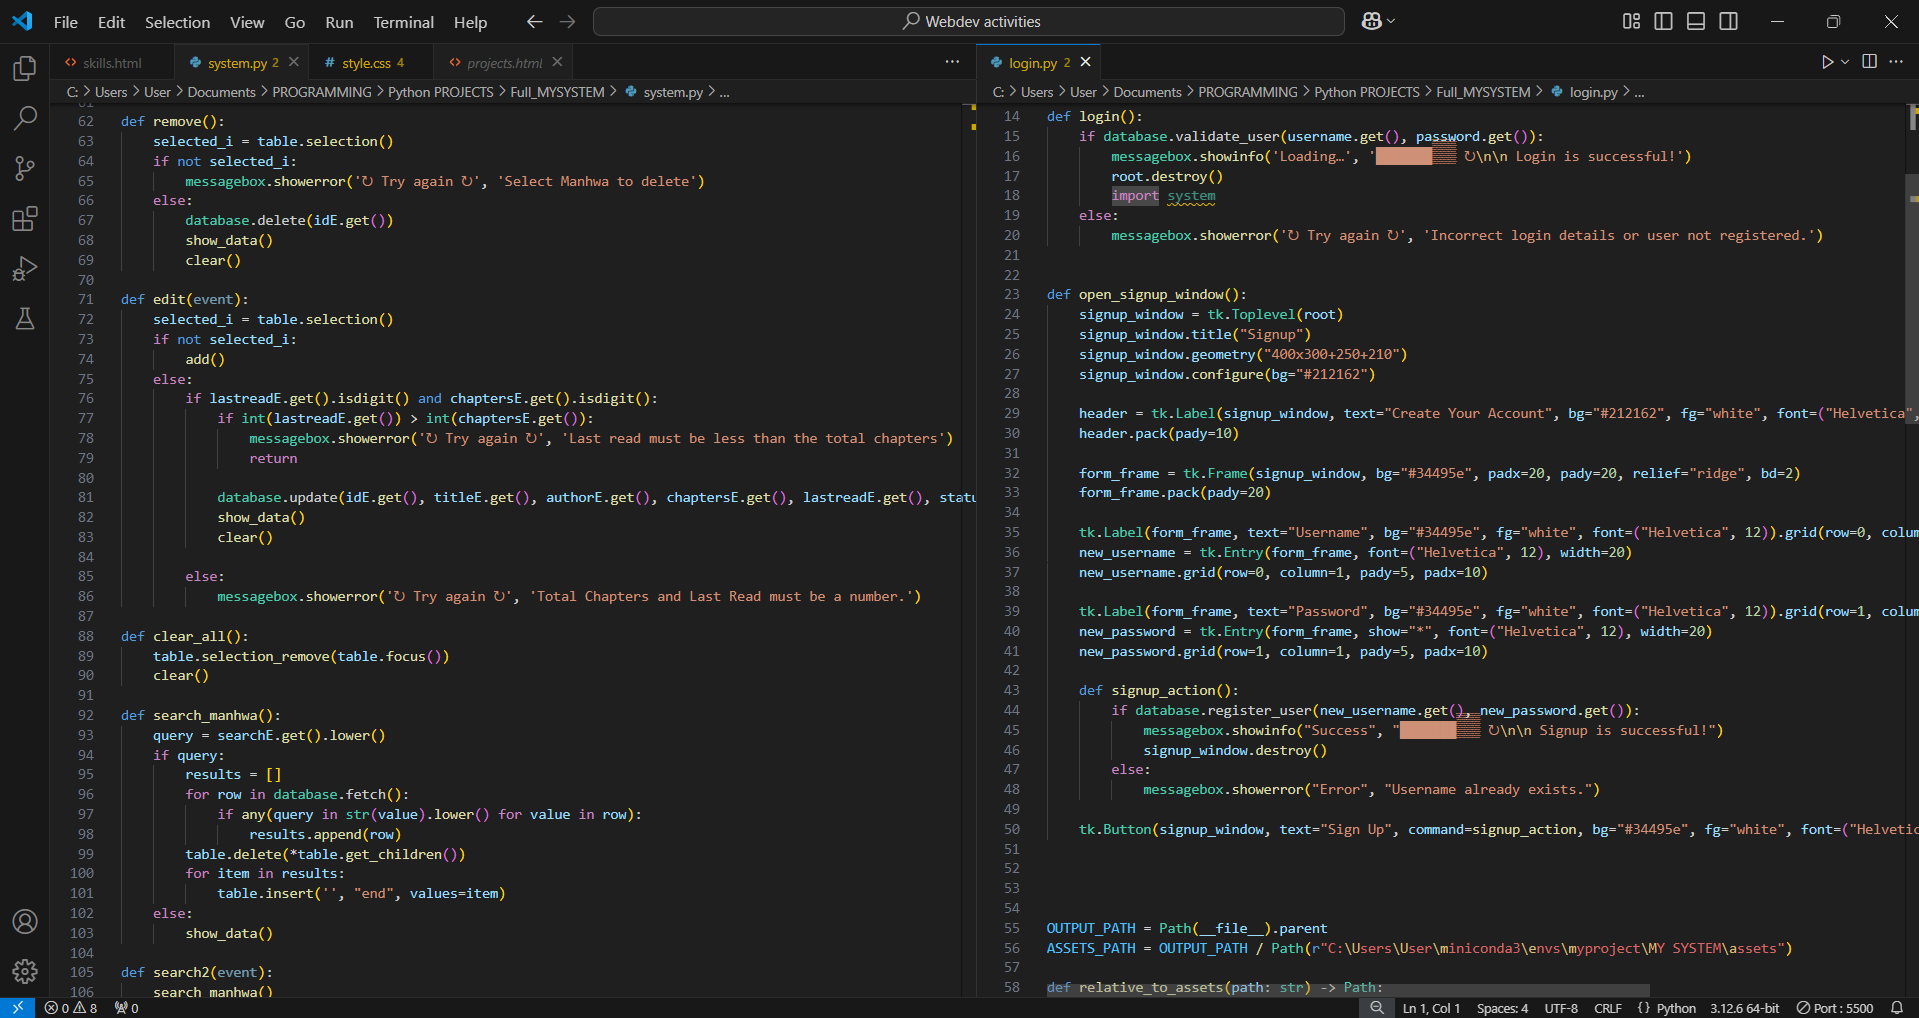 File Edit Selection View Go Run Terminal Help
Webdev activities
skills.html
system.py 2
style.css 4
projects.html
C: > Users > User > Documents > PROGRAMMING > Python PROJECTS > Full_MYSYSTEM > system.py > ...
62 def remove():
63 selected_i = table.selection()
64 if not selected_i:
65 messagebox.showerror('↻ Try again ↻', 'Select Manhwa to delete')
66 else:
67 database.delete(idE.get())
68 show_data()
69 clear()
70
71 def edit(event):
72 selected_i = table.selection()
73 if not selected_i:
74 add()
75 else:
76 if lastreadE.get().isdigit() and chaptersE.get().isdigit():
77 if int(lastreadE.get()) > int(chaptersE.get()):
78 messagebox.showerror('↻ Try again ↻', 'Last read must be less than the total chapters')
79 return
80
81 database.update(idE.get(), titleE.get(), authorE.get(), chaptersE.get(), lastreadE.get(), statu
82 show_data()
83 clear()
84
85 else:
86 messagebox.showerror('↻ Try again ↻', 'Total Chapters and Last Read must be a number.')
87
88 def clear_all():
89 table.selection_remove(table.focus())
90 clear()
91
92 def search_manhwa():
93 query = searchE.get().lower()
94 if query:
95 results = []
96 for row in database.fetch():
97 if any(query in str(value).lower() for value in row):
98 results.append(row)
99 table.delete(*table.get_children())
100 for item in results:
101 table.insert('', "end", values=item)
102 else:
103 show_data()
104
105 def search2(event):
106 search_manhwa()
login.py 2
C: > Users > User > Documents > PROGRAMMING > Python PROJECTS > Full_MYSYSTEM > login.py > ...
14 def login():
15 if database.validate_user(username.get(), password.get()):
16 messagebox.showinfo('Loading…', '███████▒▒▒ ↻\n\n Login is successful!')
17 root.destroy()
18 import system
19 else:
20 messagebox.showerror('↻ Try again ↻', 'Incorrect login details or user not registered.')
21
22
23 def open_signup_window():
24 signup_window = tk.Toplevel(root)
25 signup_window.title("Signup")
26 signup_window.geometry("400x300+250+210")
27 signup_window.configure(bg="#212162")
28
29 header = tk.Label(signup_window, text="Create Your Account", bg="#212162", fg="white", font=("Helvetica",
30 header.pack(pady=10)
31
32 form_frame = tk.Frame(signup_window, bg="#34495e", padx=20, pady=20, relief="ridge", bd=2)
33 form_frame.pack(pady=20)
34
35 tk.Label(form_frame, text="Username", bg="#34495e", fg="white", font=("Helvetica", 12)).grid(row=0, colum
36 new_username = tk.Entry(form_frame, font=("Helvetica", 12), width=20)
37 new_username.grid(row=0, column=1, pady=5, padx=10)
38
39 tk.Label(form_frame, text="Password", bg="#34495e", fg="white", font=("Helvetica", 12)).grid(row=1, colum
40 new_password = tk.Entry(form_frame, show="*", font=("Helvetica", 12), width=20)
41 new_password.grid(row=1, column=1, pady=5, padx=10)
42
43 def signup_action():
44 if database.register_user(new_username.get(), new_password.get()):
45 messagebox.showinfo("Success", "███████▒▒▒ ↻\n\n Signup is successful!")
46 signup_window.destroy()
47 else:
48 messagebox.showerror("Error", "Username already exists.")
49
50 tk.Button(signup_window, text="Sign Up", command=signup_action, bg="#34495e", fg="white", font=("Helvetic
51
52
53
54
55 OUTPUT_PATH = Path(__file__).parent
56 ASSETS_PATH = OUTPUT_PATH / Path(r"C:\Users\User\miniconda3\envs\myproject\MY SYSTEM\assets")
57
58 def relative_to_assets(path: str) -> Path:
0 8 0
Ln 1, Col 1 Spaces: 4 UTF-8 CRLF {} Python 3.12.6 64-bit Port : 5500